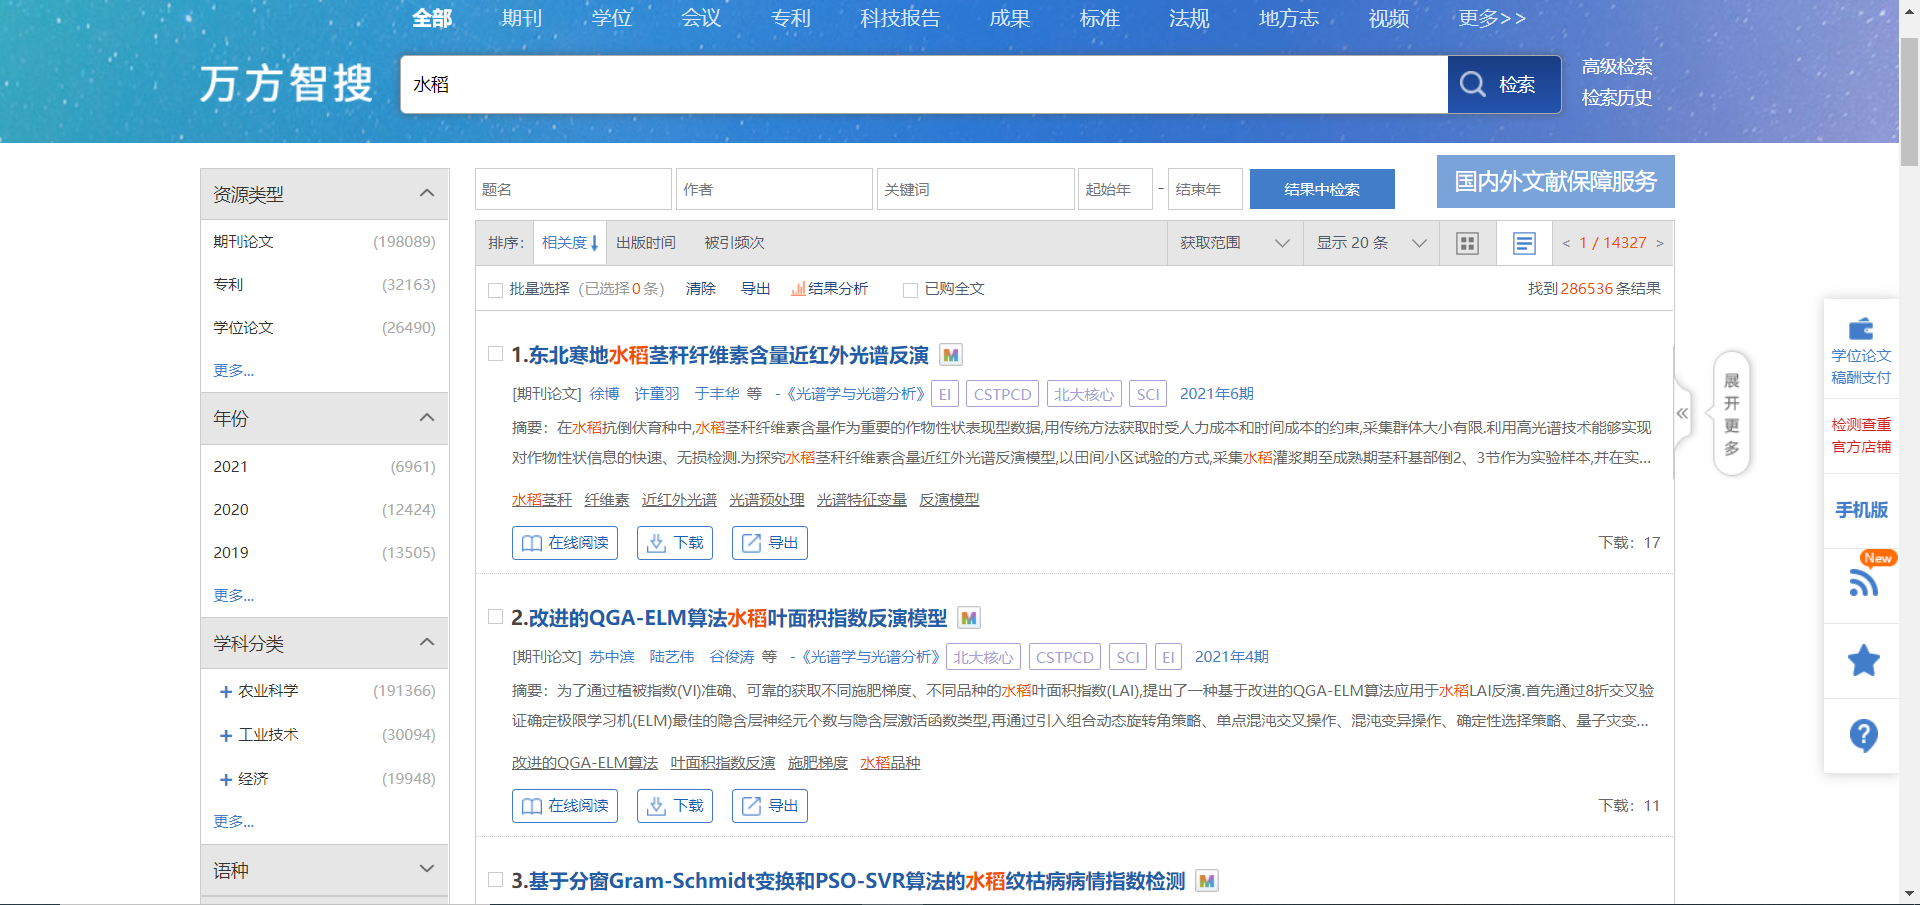 全部 期刊 学位 会议 专利 科技报告 成果 标准 法规 地方志 视频 更多>>
万方智搜 水稻 检索 高级检索
检索历史
资源类型
期刊论文 (198089)
专利 (32163)
学位论文 (26490)
更多...
年份
2021 (6961)
2020 (12424)
2019 (13505)
更多...
学科分类
+ 农业科学 (191366)
+ 工业技术 (30094)
+ 经济 (19948)
更多...
语种
题名 作者 关键词 起始年 - 结束年 结果中检索 国内外文献保障服务
排序: 相关度 出版时间 被引频次 获取范围 显示 20 条 < 1 / 14327 >
批量选择 (已选择 0 条) 清除 导出 结果分析 已购全文 找到 286536 条结果
1.东北寒地水稻茎秆纤维素含量近红外光谱反演 M
[期刊论文] 徐博 许童羽 于丰华 等 -《光谱学与光谱分析》 EI CSTPCD 北大核心 SCI 2021年6期
摘要：在水稻抗倒伏育种中,水稻茎秆纤维素含量作为重要的作物性状表现型数据,用传统方法获取时受人力成本和时间成本的约束,采集群体大小有限.利用高光谱技术能够实现
对作物性状信息的快速、无损检测.为探究水稻茎秆纤维素含量近红外光谱反演模型,以田间小区试验的方式,采集水稻灌浆期至成熟期茎秆基部倒2、3节作为实验样本,并在实...
水稻茎秆 纤维素 近红外光谱 光谱预处理 光谱特征变量 反演模型
在线阅读 下载 导出 下载：17
2.改进的QGA-ELM算法水稻叶面积指数反演模型 M
[期刊论文] 苏中滨 陆艺伟 谷俊涛 等 -《光谱学与光谱分析》 北大核心 CSTPCD SCI EI 2021年4期
摘要：为了通过植被指数(VI)准确、可靠的获取不同施肥梯度、不同品种的水稻叶面积指数(LAI),提出了一种基于改进的QGA-ELM算法应用于水稻LAI反演.首先通过8折交叉验
证确定极限学习机(ELM)最佳的隐含层神经元个数与隐含层激活函数类型,再通过引入组合动态旋转角策略、单点混沌交叉操作、混沌变异操作、确定性选择策略、量子灾变...
改进的QGA-ELM算法 叶面积指数反演 施肥梯度 水稻品种
在线阅读 下载 导出 下载：11
3.基于分窗Gram-Schmidt变换和PSO-SVR算法的水稻纹枯病病情指数检测 M
«
展
开
更
多
学位论文
稿酬支付
检测查重
官方店铺
手机版
New